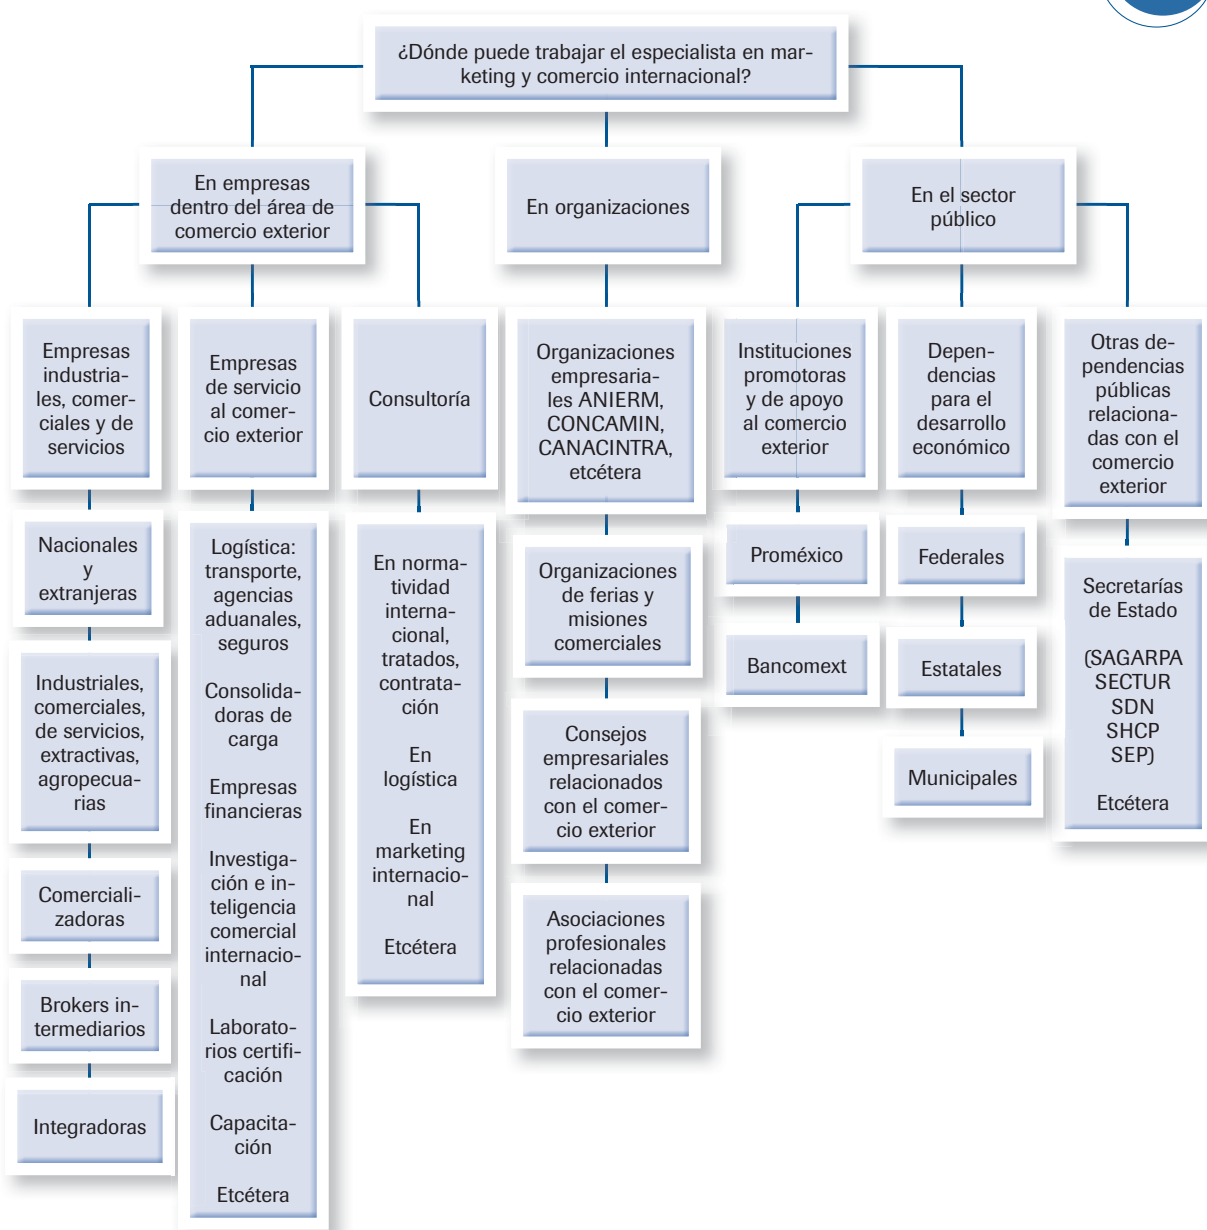 ¿Dónde puede trabajar el especialista en mar-
keting y comercio internacional?
En empresas
dentro del área de
comercio exterior
En organizaciones
En el sector
público
Empresas
industria-
les, comer-
ciales y de
servicios
Nacionales
y
extranjeras
Industriales,
comerciales,
de servicios,
extractivas,
agropecua-
rias
Comerciali-
zadoras
Brokers in-
termediarios
Integradoras
Empresas
de servicio
al comer-
cio exterior
Logística:
transporte,
agencias
aduanales,
seguros
Consolida-
doras de
carga
Empresas
financieras
Investiga-
ción e in-
teligencia
comercial
internacio-
nal
Laborato-
rios certifi-
cación
Capacita-
ción
Etcétera
Consultoría
En norma-
tividad
interna-
cional,
tratados,
contrata-
ción
En
logística
En
marketing
internacio-
nal
Etcétera
Organizaciones
empresaria-
les ANIERM,
CONCAMIN,
CANACINTRA,
etcétera
Organizaciones
de ferias y
misiones
comerciales
Consejos
empresariales
relacionados
con el comer-
cio exterior
Asociaciones
profesionales
relacionadas
con el comer-
cio exterior
Instituciones
promotoras
y de apoyo
al comercio
exterior
Proméxico
Bancomext
Depen-
dencias
para el
desarrollo
económico
Federales
Estatales
Municipales
Otras de-
pendencias
públicas
relaciona-
das con el
comercio
exterior
Secretarías
de Estado
(SAGARPA
SECTUR
SDN
SHCP
SEP)
Etcétera